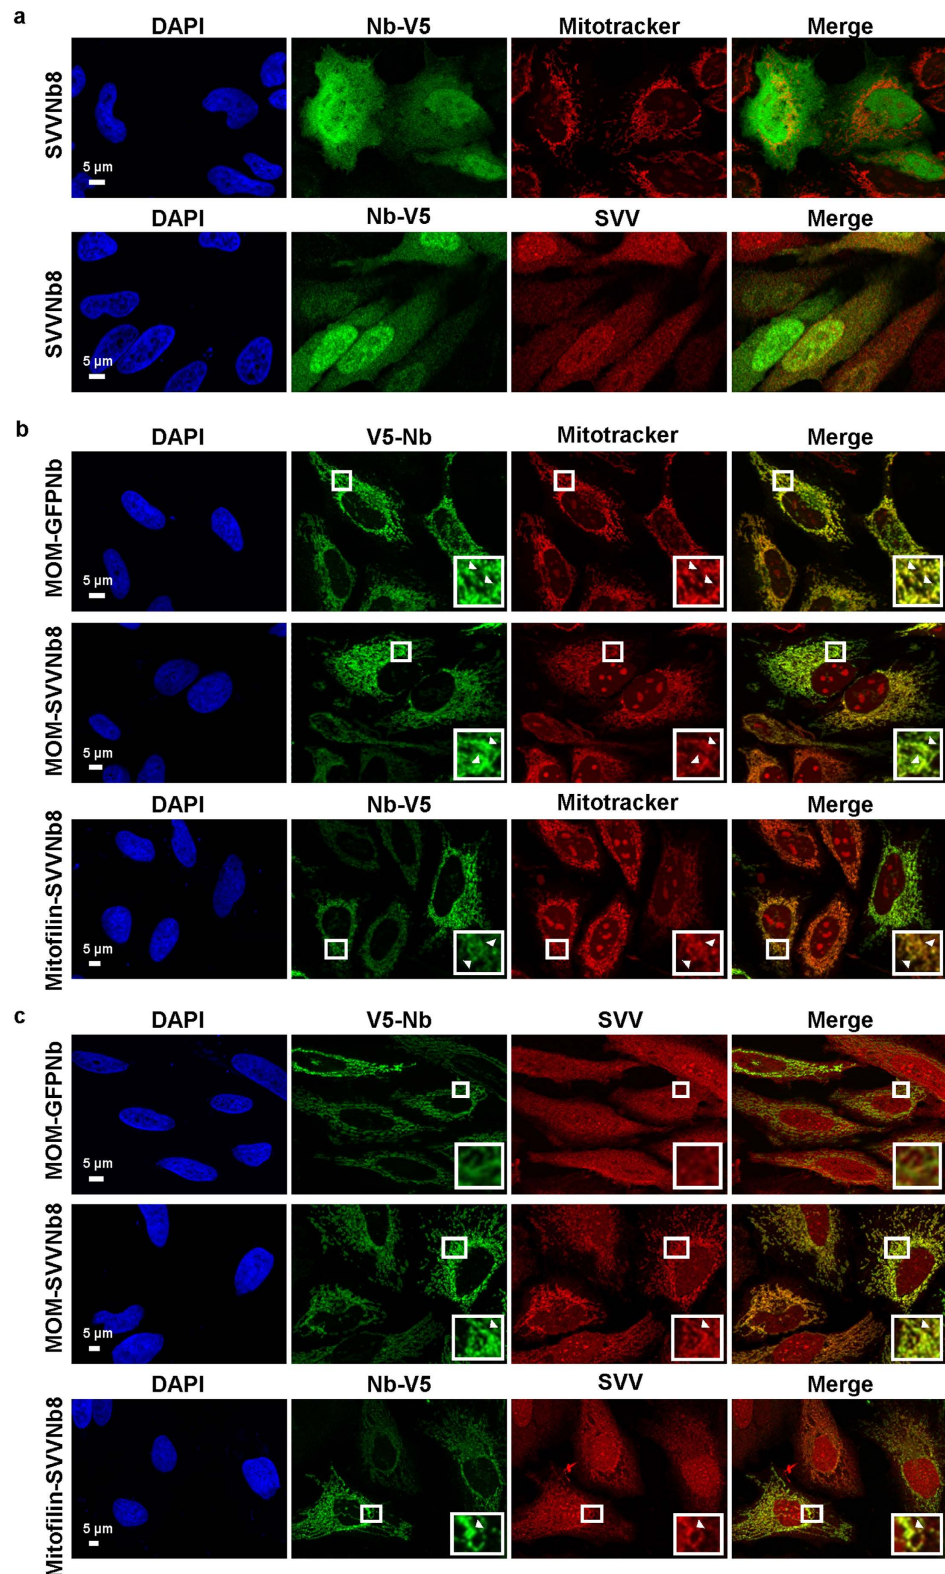 a
DAPI Nb-V5 Mitotracker Merge
SVVNb8
5 µm
DAPI Nb-V5 SVV Merge
SVVNb8
5 µm
b
DAPI V5-Nb Mitotracker Merge
MOM-GFPNb
5 µm
MOM-SVVNb8
5 µm
DAPI Nb-V5 Mitotracker Merge
Mitofilin-SVVNb8
5 µm
c
DAPI V5-Nb SVV Merge
MOM-GFPNb
5 µm
MOM-SVVNb8
5 µm
DAPI Nb-V5 SVV Merge
Mitofilin-SVVNb8
5 µm